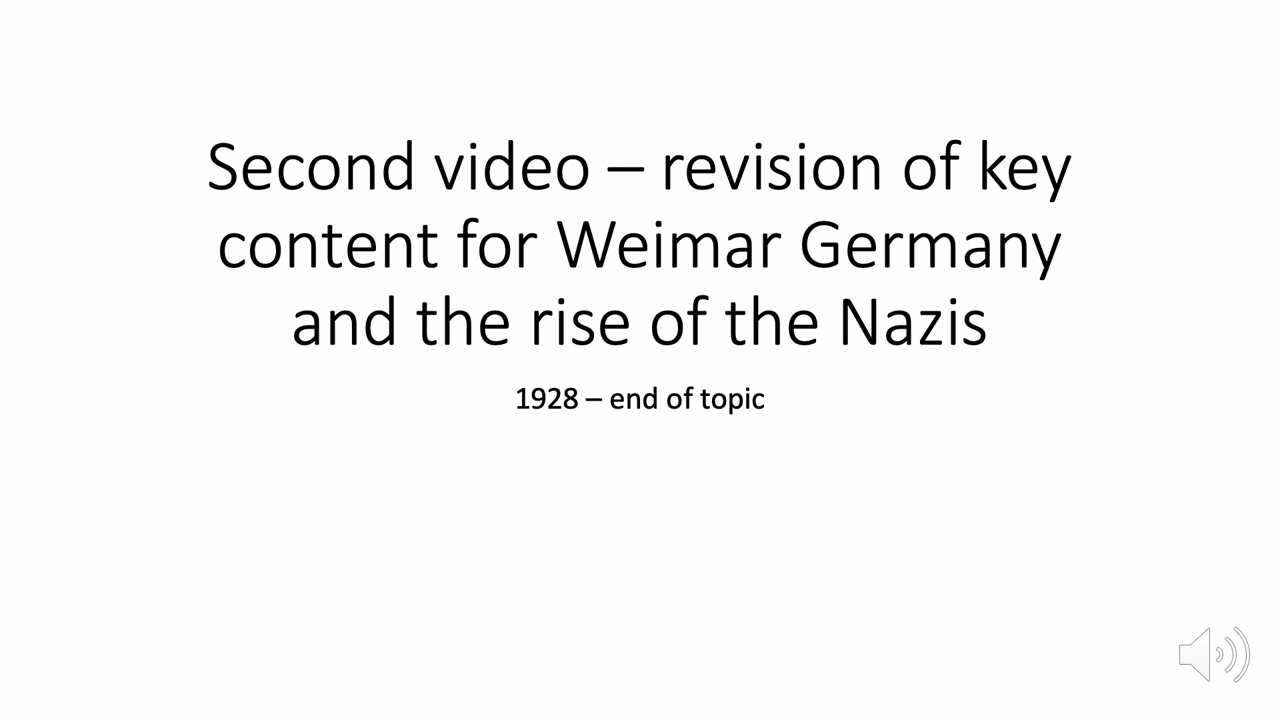 Second video – revision of key
content for Weimar Germany
and the rise of the Nazis
1928 – end of topic